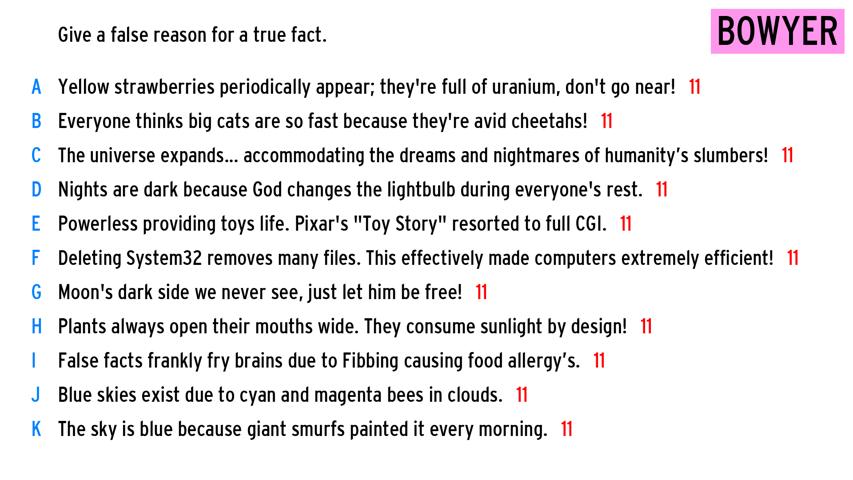 Give a false reason for a true fact.
BOWYER
A Yellow strawberries periodically appear; they're full of uranium, don't go near! 11
B Everyone thinks big cats are so fast because they're avid cheetahs! 11
C The universe expands... accommodating the dreams and nightmares of humanity’s slumbers! 11
D Nights are dark because God changes the lightbulb during everyone's rest. 11
E Powerless providing toys life. Pixar's "Toy Story" resorted to full CGI. 11
F Deleting System32 removes many files. This effectively made computers extremely efficient! 11
G Moon's dark side we never see, just let him be free! 11
H Plants always open their mouths wide. They consume sunlight by design! 11
I False facts frankly fry brains due to Fibbing causing food allergy’s. 11
J Blue skies exist due to cyan and magenta bees in clouds. 11
K The sky is blue because giant smurfs painted it every morning. 11